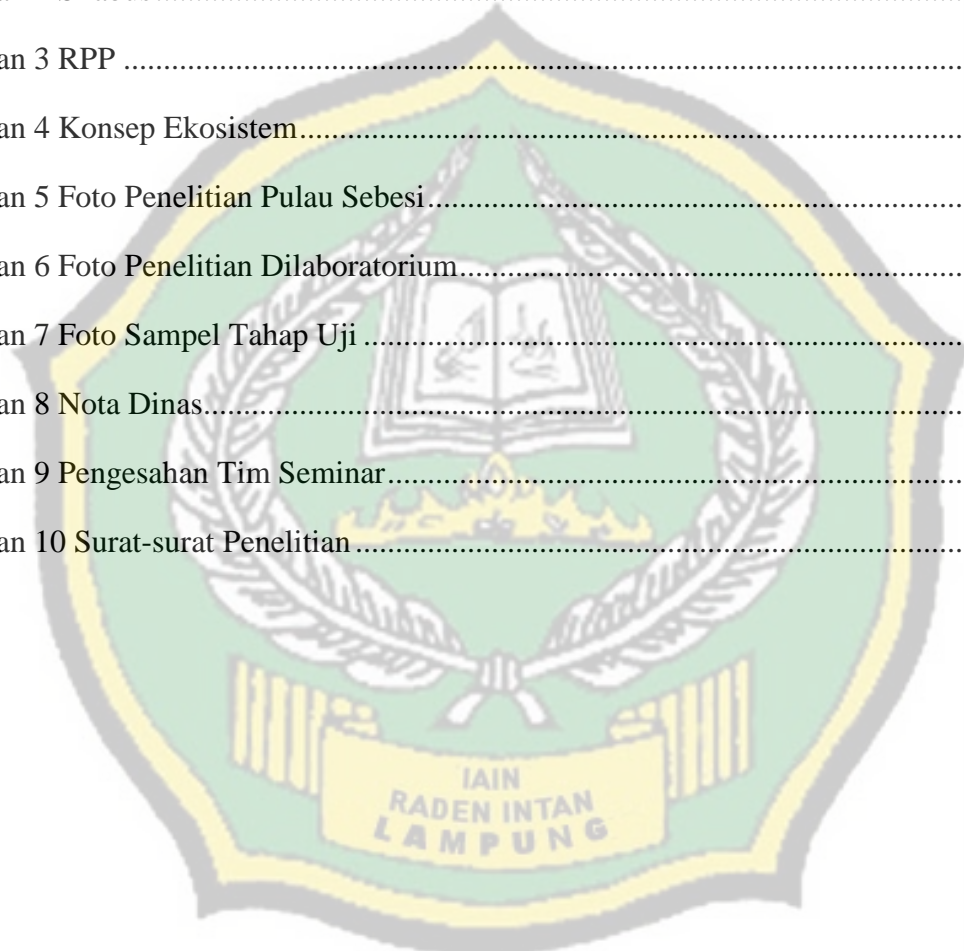 an 3 RPP ........................................................................................
an 4 Konsep Ekosistem........................................................................
an 5 Foto Penelitian Pulau Sebesi..........................................................
an 6 Foto Penelitian Dilaboratorium......................................................
an 7 Foto Sampel Tahap Uji ................................................................
an 8 Nota Dinas................................................................................
an 9 Pengesahan Tim Seminar..............................................................
an 10 Surat-surat Penelitian ................................................................
IAIN
RADEN INTAN
LAMPUNG